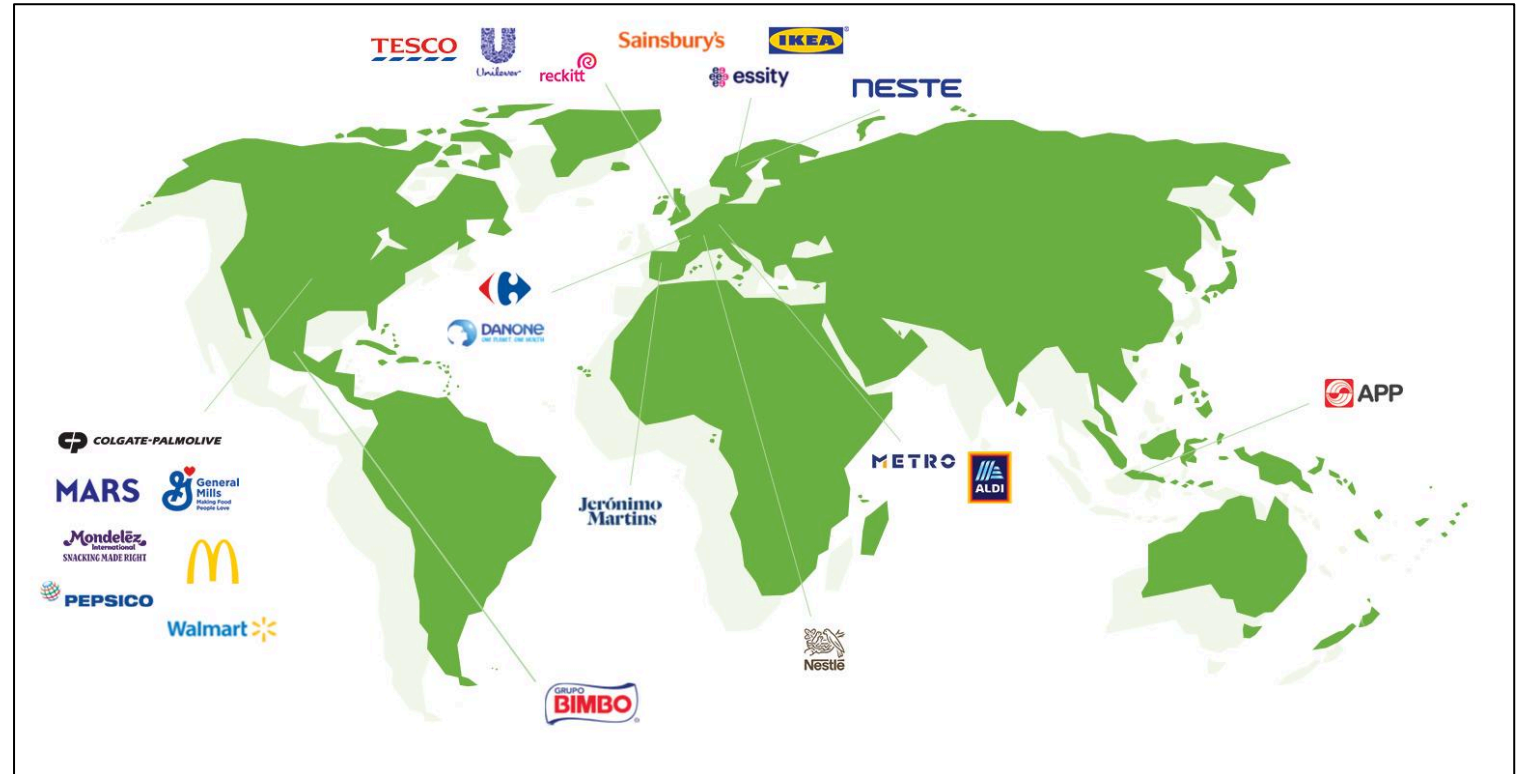 TESCO
Unilever
reckitt
Sainsbury's
IKEA
essity
NESTE
DANONE
ONE PLANET. ONE HEALTH
APP
COLGATE-PALMOLIVE
MARS
General
Mills
Making Food
People Love
METRO
ALDI
Jerónimo
Martins
Mondelēz
International
SNACKING MADE RIGHT
PEPSICO
Walmart
Nestlé
GRUPO
BIMBO